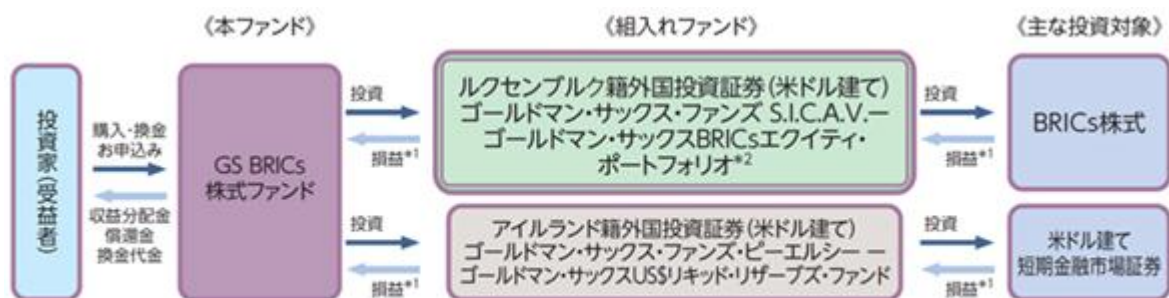 《本ファンド》
《組入れファンド》
《主な投資対象》
投資家(受益者)
購入・換金
お申込み
収益分配金
償還金
換金代金
GS BRICs
株式ファンド
投資
損益*1
ルクセンブルク籍外国投資証券(米ドル建て)
ゴールドマン・サックス・ファンズ S.I.C.A.V.ー
ゴールドマン・サックスBRICsエクイティ・
ポートフォリオ*2
投資
損益*1
BRICs株式
投資
損益*1
アイルランド籍外国投資証券(米ドル建て)
ゴールドマン・サックス・ファンズ・ピーエルシー ー
ゴールドマン・サックスUS$リキッド・リザーブズ・ファンド
投資
損益*1
米ドル建て
短期金融市場証券